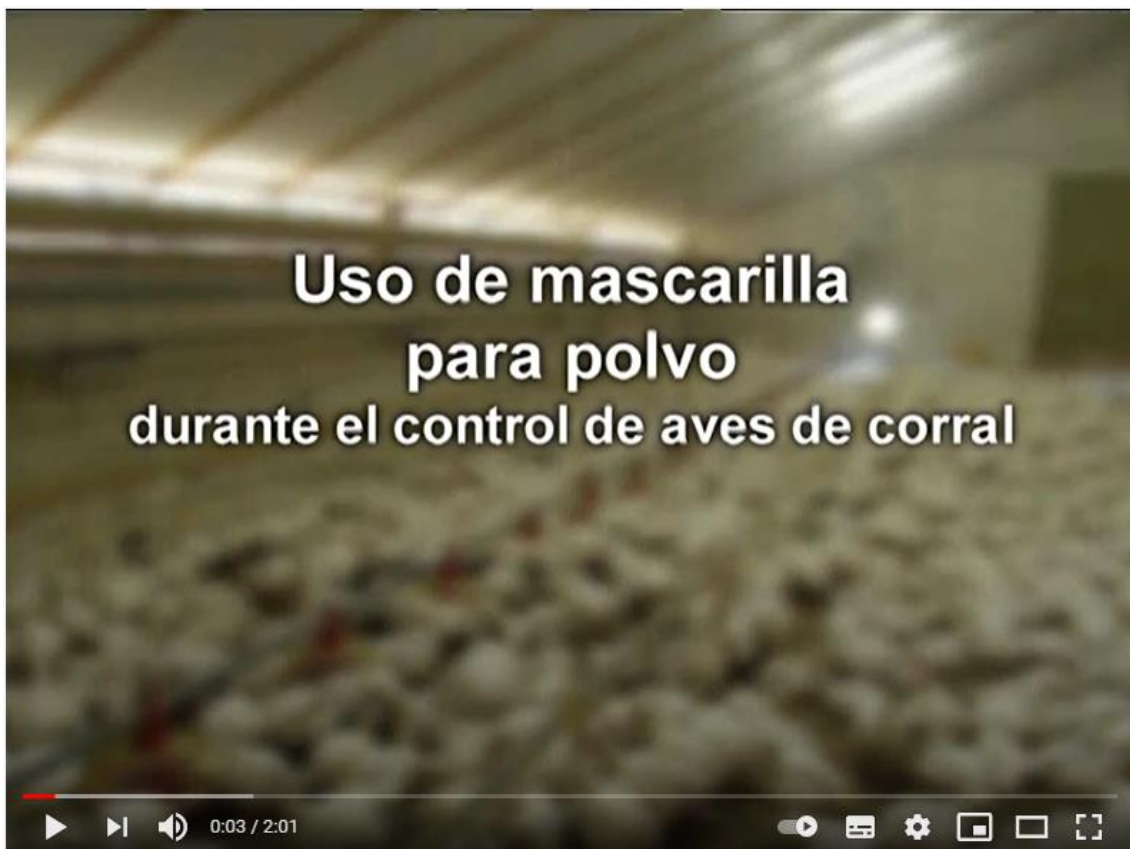 Uso de mascarilla
para polvo
durante el control de aves de corral
0:03 / 2:01